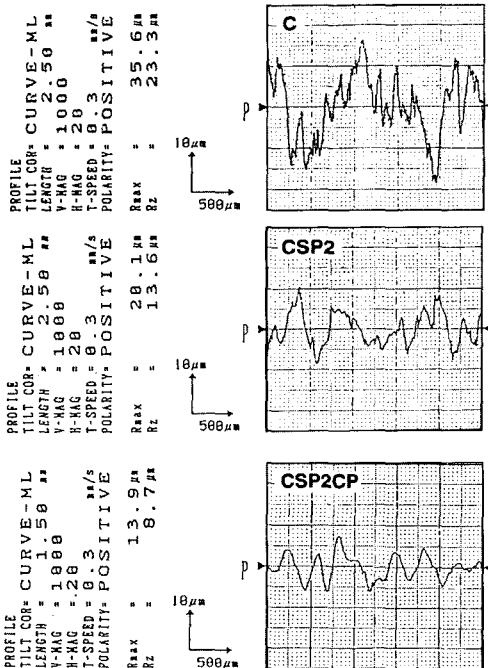 PROFILE
TILT COR= CURVE-ML
LENGTH = 2.50 mm
V-MAG = 1000
H-MAG = 20
T-SPEED = 0.3 mm/s
POLARITY= POSITIVE
Rmax = 35.6µm
Rz = 23.3µm
10µm
500µm
C
P
PROFILE
TILT COR= CURVE-ML
LENGTH = 2.50 mm
V-MAG = 1000
H-MAG = 20
T-SPEED = 0.3 mm/s
POLARITY= POSITIVE
Rmax = 20.1µm
Rz = 13.6µm
10µm
500µm
CSP2
P
PROFILE
TILT COR= CURVE-ML
LENGTH = 1.50 mm
V-MAG = 1000
H-MAG = 20
T-SPEED = 0.3 mm/s
POLARITY= POSITIVE
Rmax = 13.9µm
Rz = 8.7µm
10µm
500µm
CSP2CP
P